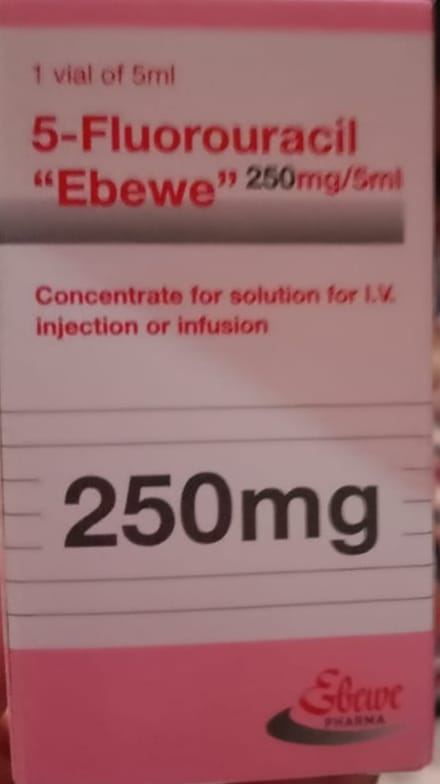 1 vial of 5ml
5-Fluorouracil
“Ebewe” 250mg/5ml
Concentrate for solution for I.V.
injection or infusion
250mg
Ebewe
PHARMA